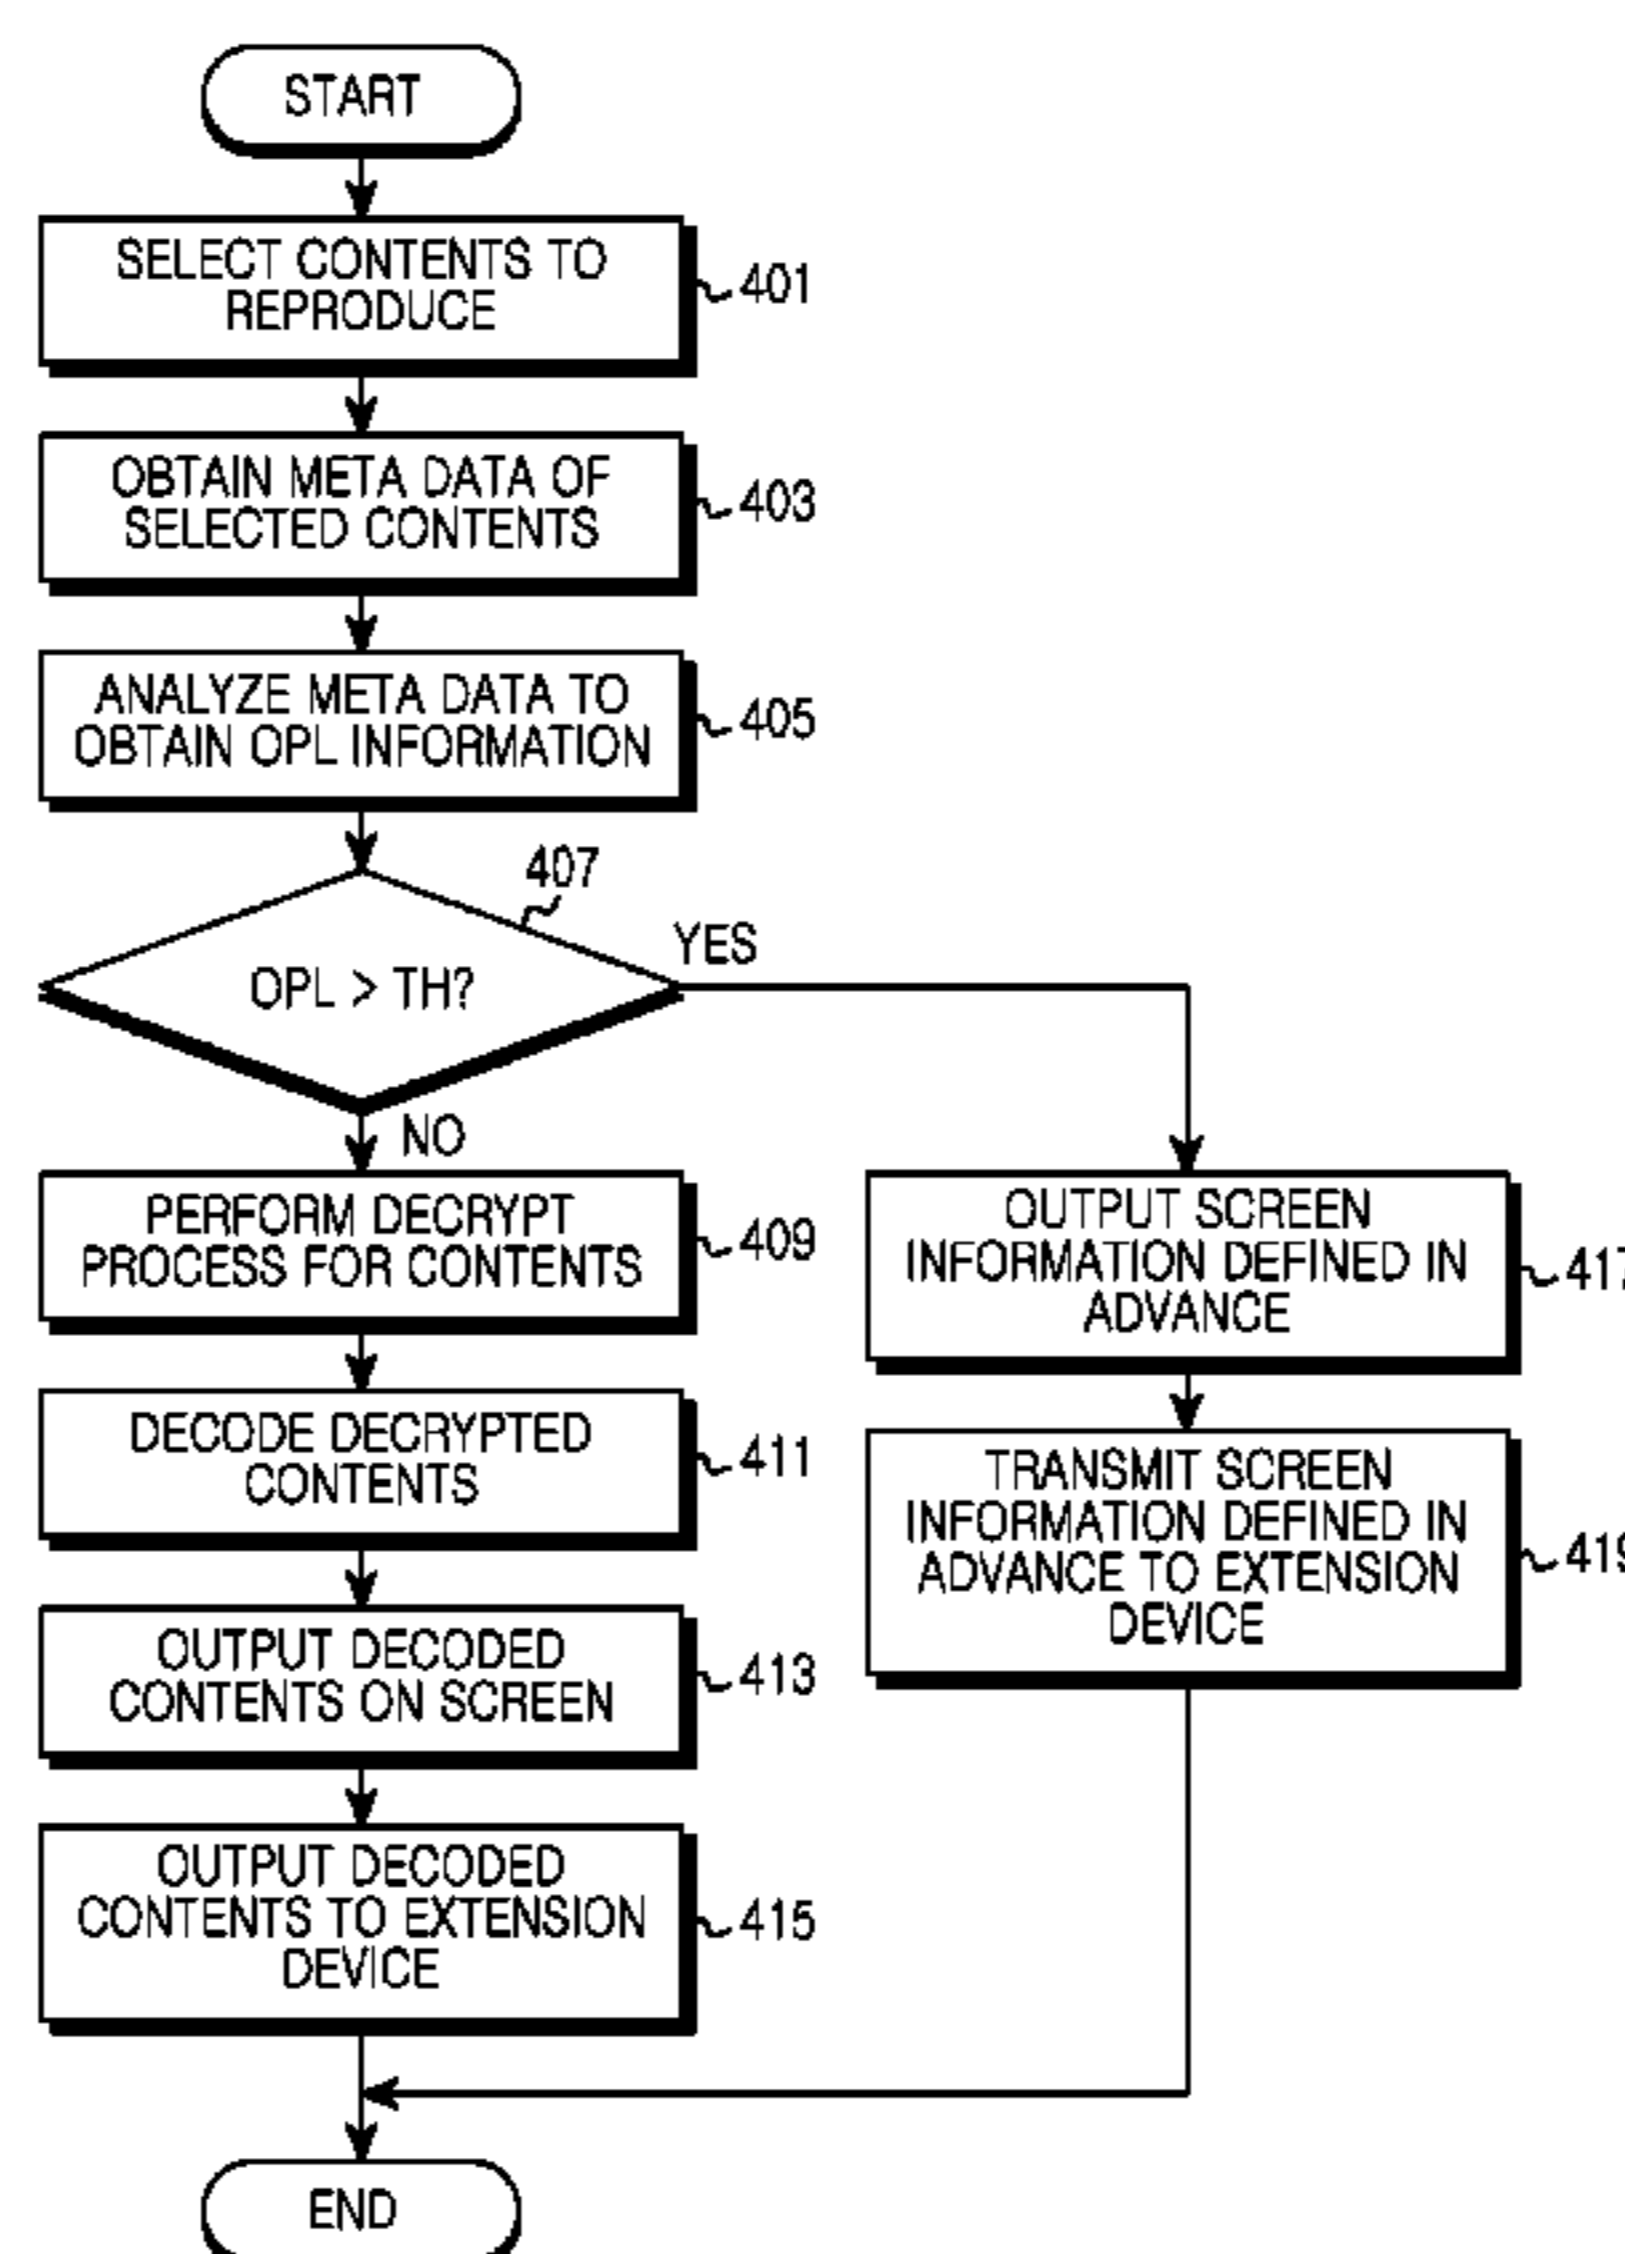 START
SELECT CONTENTS TO
REPRODUCE
401
OBTAIN META DATA OF
SELECTED CONTENTS
403
ANALYZE META DATA TO
OBTAIN OPL INFORMATION
405
407
OPL > TH?
YES
NO
PERFORM DECRYPT
PROCESS FOR CONTENTS
409
DECODE DECRYPTED
CONTENTS
411
OUTPUT DECODED
CONTENTS ON SCREEN
413
OUTPUT DECODED
CONTENTS TO EXTENSION
DEVICE
415
OUTPUT SCREEN
INFORMATION DEFINED IN
ADVANCE
417
TRANSMIT SCREEN
INFORMATION DEFINED IN
ADVANCE TO EXTENSION
DEVICE
419
END